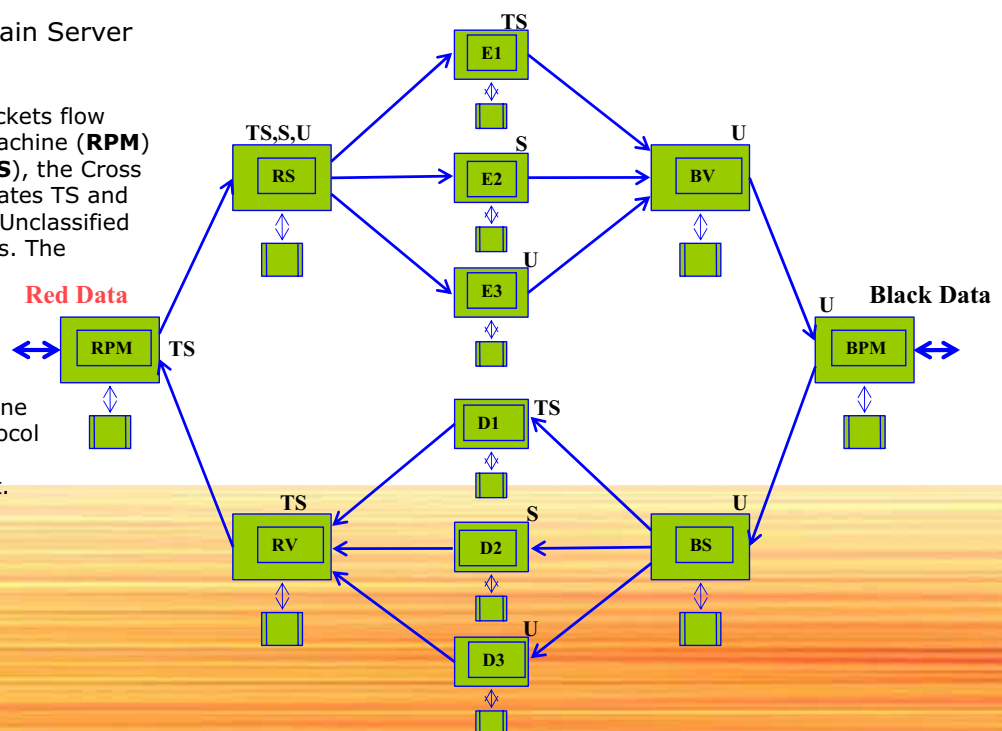 ain Server
ckets flow
achine (RPM)
S), the Cross
ates TS and
Unclassified
s. The
ne
ocol
t.
TS
E1
TS,S,U
RS
S
E2
U
BV
U
E3
Red Data
RPM
TS
U
Black Data
BPM
D1
TS
TS
RV
S
D2
U
BS
U
D3